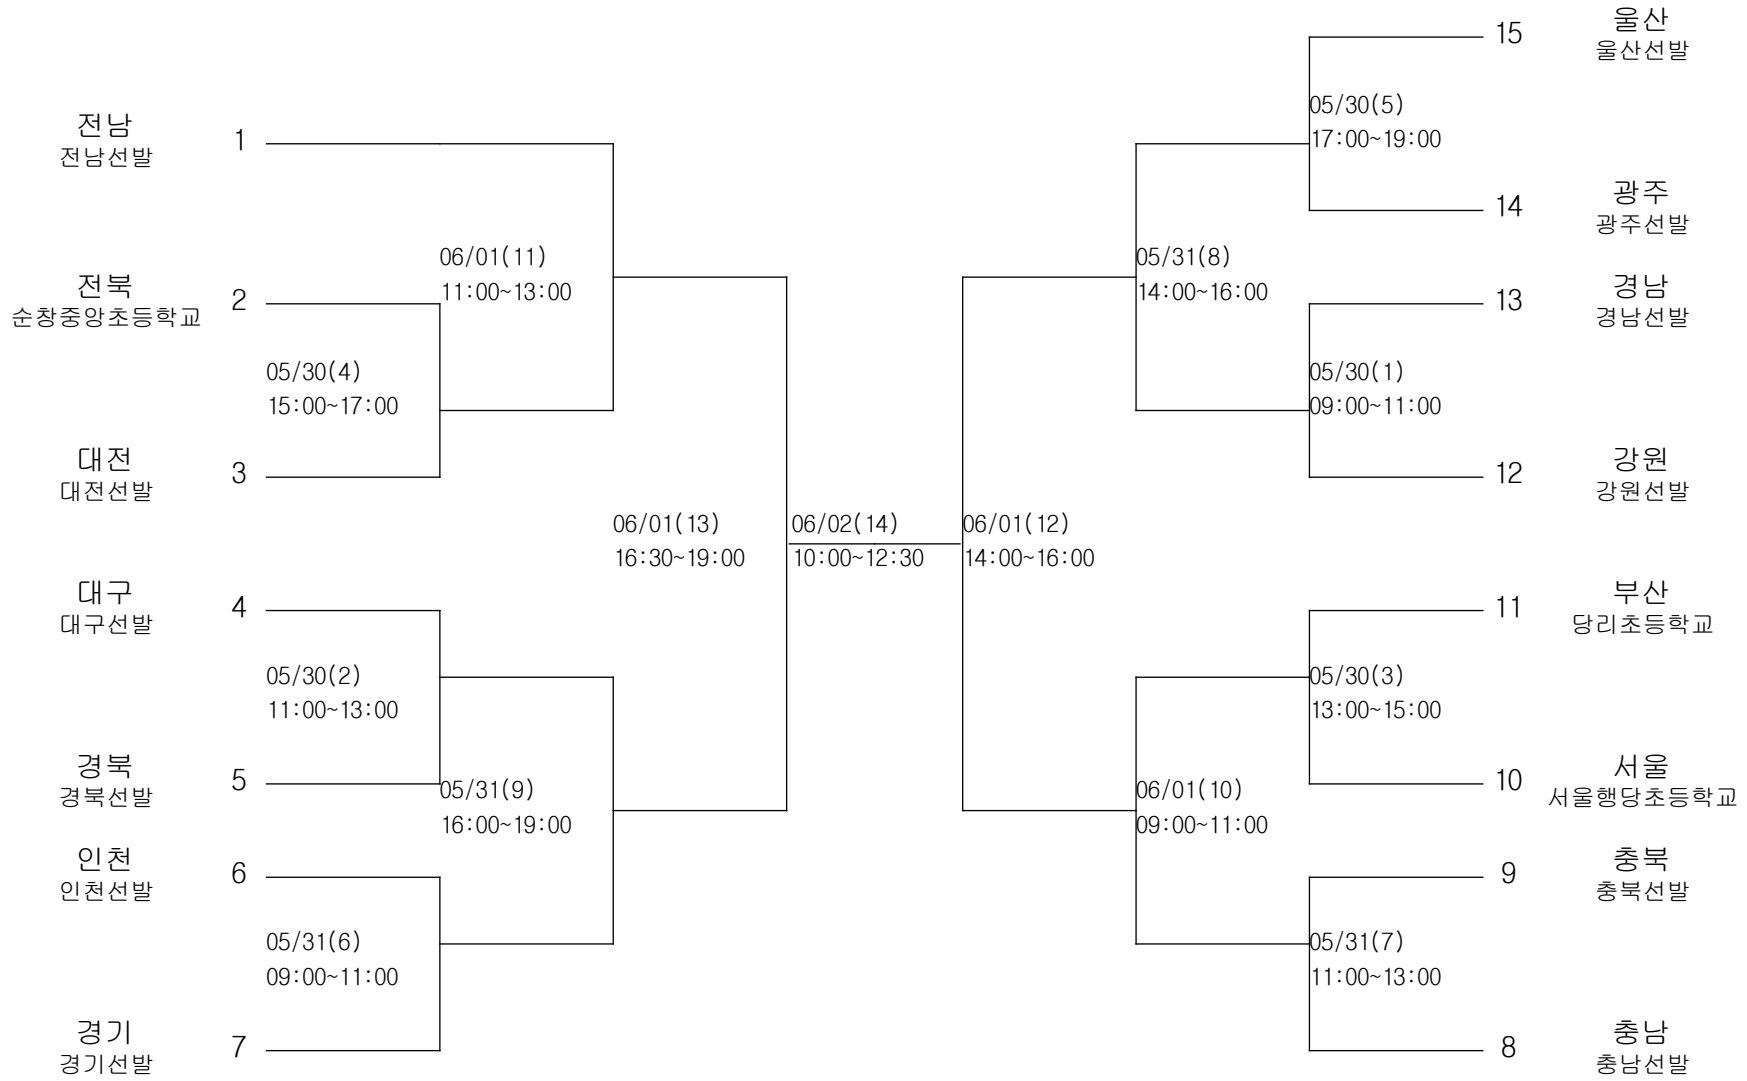 울산
15
울산선발
05/30(5)
17:00~19:00
전남
1
전남선발
광주
14
광주선발
06/01(11)
11:00~13:00
05/31(8)
14:00~16:00
전북
2
순창중앙초등학교
경남
13
경남선발
05/30(4)
15:00~17:00
05/30(1)
09:00~11:00
대전
3
대전선발
강원
12
강원선발
06/01(13)
16:30~19:00
06/02(14)
10:00~12:30
06/01(12)
14:00~16:00
대구
4
대구선발
부산
11
당리초등학교
05/30(2)
11:00~13:00
05/30(3)
13:00~15:00
경북
5
경북선발
05/31(9)
16:00~19:00
06/01(10)
09:00~11:00
서울
10
서울행당초등학교
인천
6
인천선발
충북
9
충북선발
05/31(6)
09:00~11:00
05/31(7)
11:00~13:00
경기
7
경기선발
충남
8
충남선발